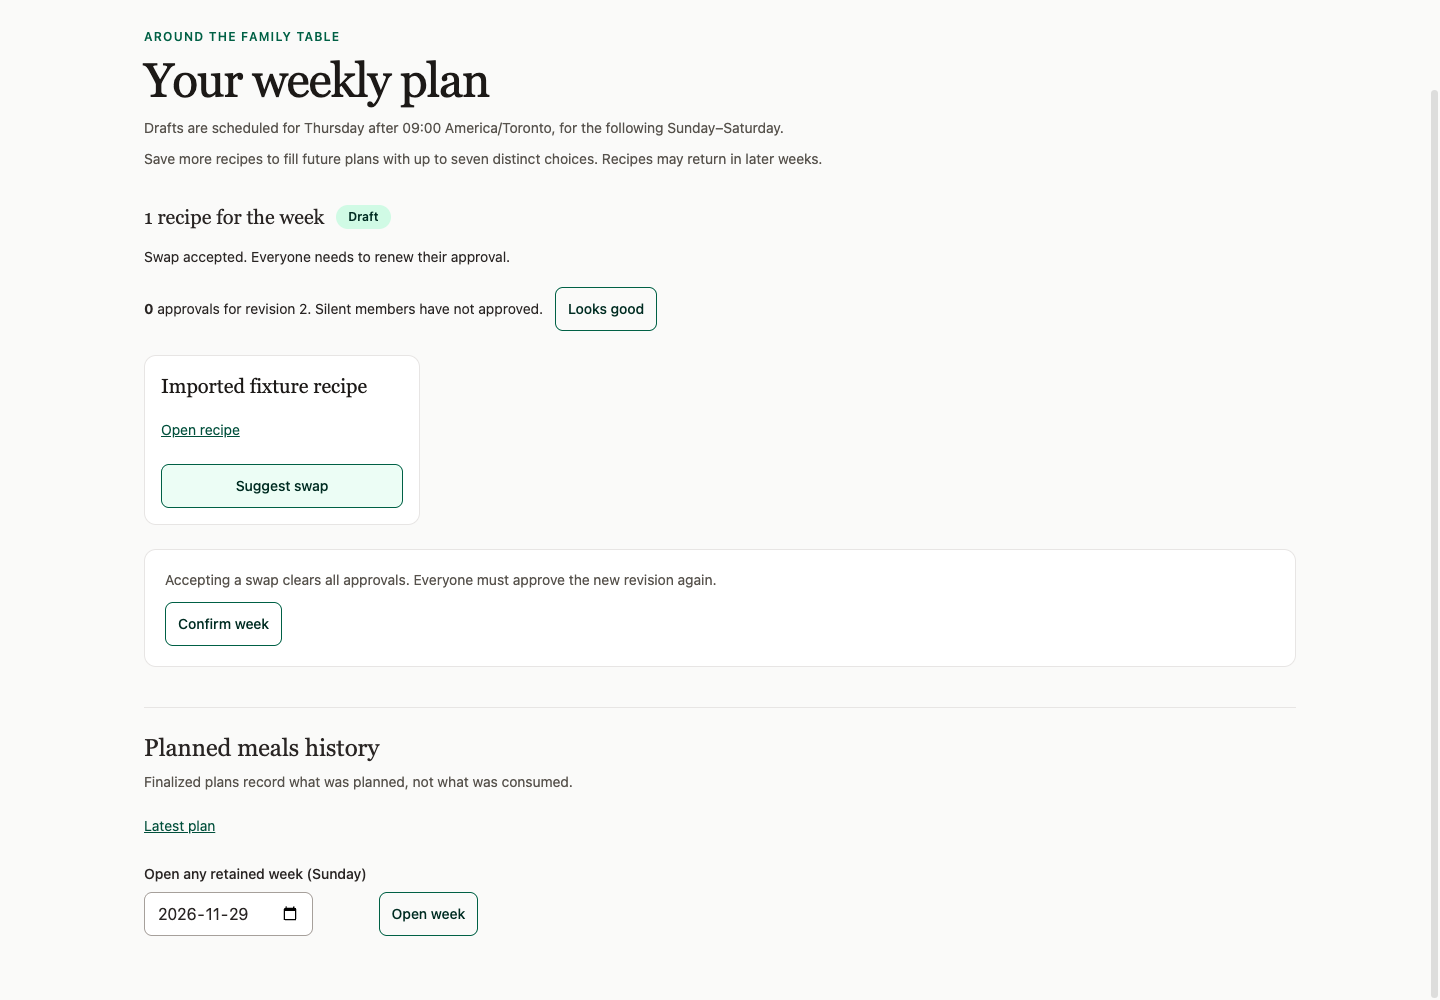 AROUND THE FAMILY TABLE
Your weekly plan
Drafts are scheduled for Thursday after 09:00 America/Toronto, for the following Sunday–Saturday.
Save more recipes to fill future plans with up to seven distinct choices. Recipes may return in later weeks.
1 recipe for the week Draft
Swap accepted. Everyone needs to renew their approval.
0 approvals for revision 2. Silent members have not approved. Looks good
Imported fixture recipe
Open recipe
Suggest swap
Accepting a swap clears all approvals. Everyone must approve the new revision again.
Confirm week
Planned meals history
Finalized plans record what was planned, not what was consumed.
Latest plan
Open any retained week (Sunday)
2026-11-29 Open week